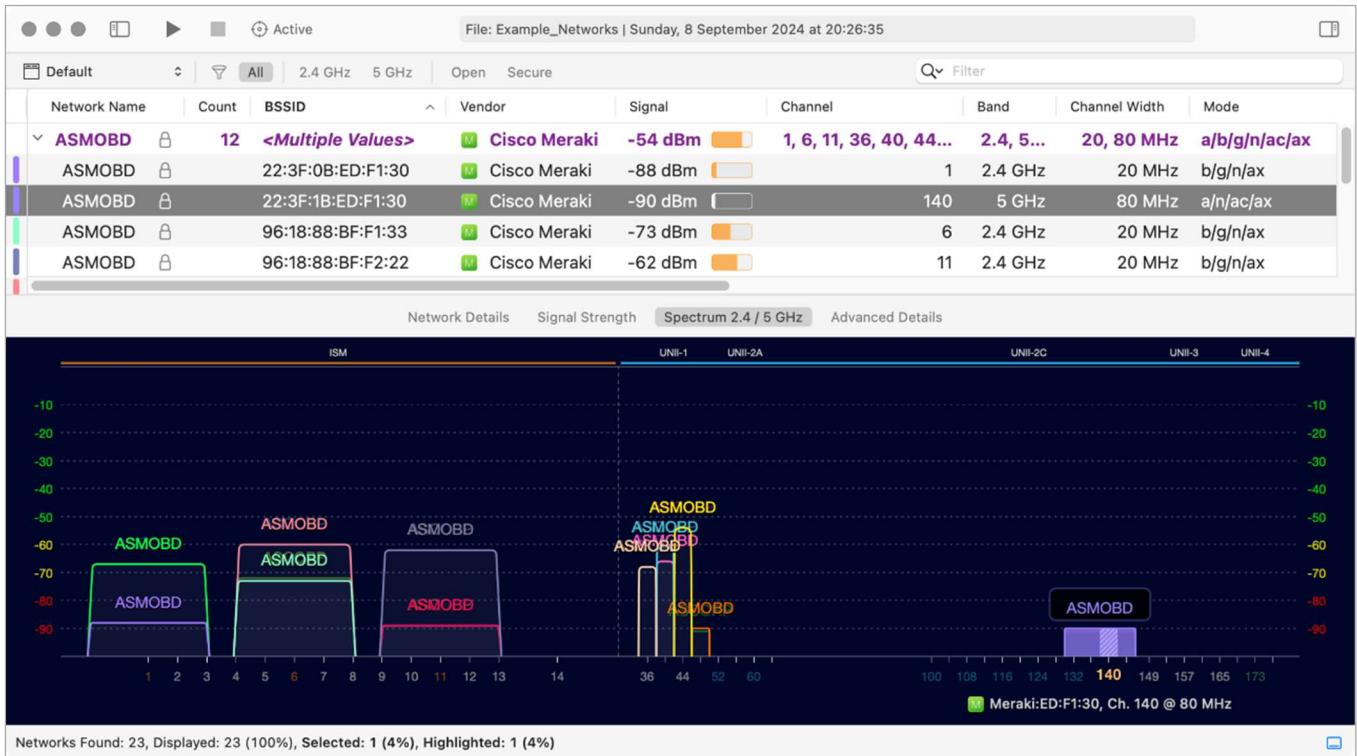 Active
File: Example_Networks | Sunday, 8 September 2024 at 20:26:35
Default All 2.4 GHz 5 GHz Open Secure Filter
Network Name Count BSSID Vendor Signal Channel Band Channel Width Mode
ASMOBD 12 <Multiple Values> M Cisco Meraki -54 dBm 1, 6, 11, 36, 40, 44... 2.4, 5... 20, 80 MHz a/b/g/n/ac/ax
ASMOBD 22:3F:0B:ED:F1:30 M Cisco Meraki -88 dBm 1 2.4 GHz 20 MHz b/g/n/ax
ASMOBD 22:3F:1B:ED:F1:30 M Cisco Meraki -90 dBm 140 5 GHz 80 MHz a/n/ac/ax
ASMOBD 96:18:88:BF:F1:33 M Cisco Meraki -73 dBm 6 2.4 GHz 20 MHz b/g/n/ax
ASMOBD 96:18:88:BF:F2:22 M Cisco Meraki -62 dBm 11 2.4 GHz 20 MHz b/g/n/ax
Network Details Signal Strength Spectrum 2.4 / 5 GHz Advanced Details
ISM UNII-1 UNII-2A UNII-2C UNII-3 UNII-4
-10 -10
-20 -20
-30 -30
-40 -40
ASMOBD
-50 ASMOBD ASMOBD ASMOBD -50
-60 ASMOBD ASMOBD ASMOBD ASMOBD -60
-70 -70
-80 ASMOBD ASMOBD ASMOBD ASMOBD -80
-90 -90
1 2 3 4 5 6 7 8 9 10 11 12 13 14 36 44 52 60 100 108 116 124 132 140 149 157 165 173
M Meraki:ED:F1:30, Ch. 140 @ 80 MHz
Networks Found: 23, Displayed: 23 (100%), Selected: 1 (4%), Highlighted: 1 (4%)